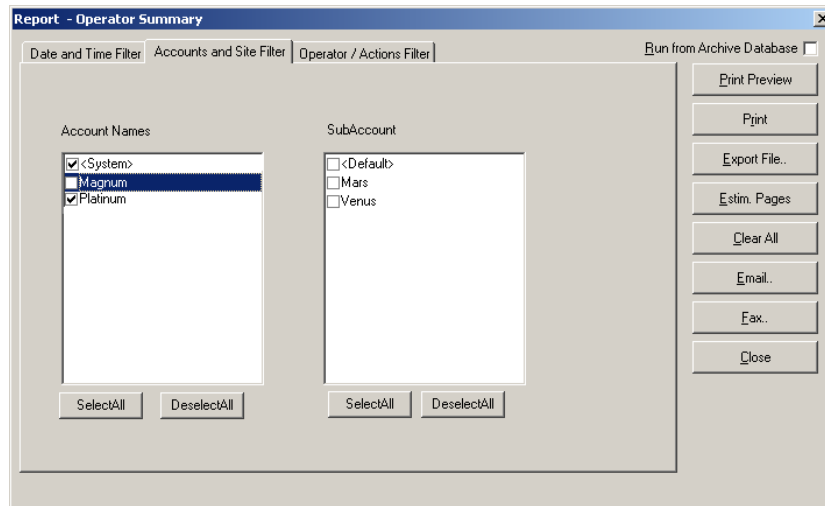 Report - Operator Summary
Date and Time Filter
Accounts and Site Filter
Operator / Actions Filter
Run from Archive Database
Account Names
<System>
Magnum
Platinum
SelectAll
DeselectAll
SubAccount
<Default>
Mars
Venus
SelectAll
DeselectAll
Print Preview
Print
Export File..
Estim. Pages
Clear All
Email..
Fax..
Close